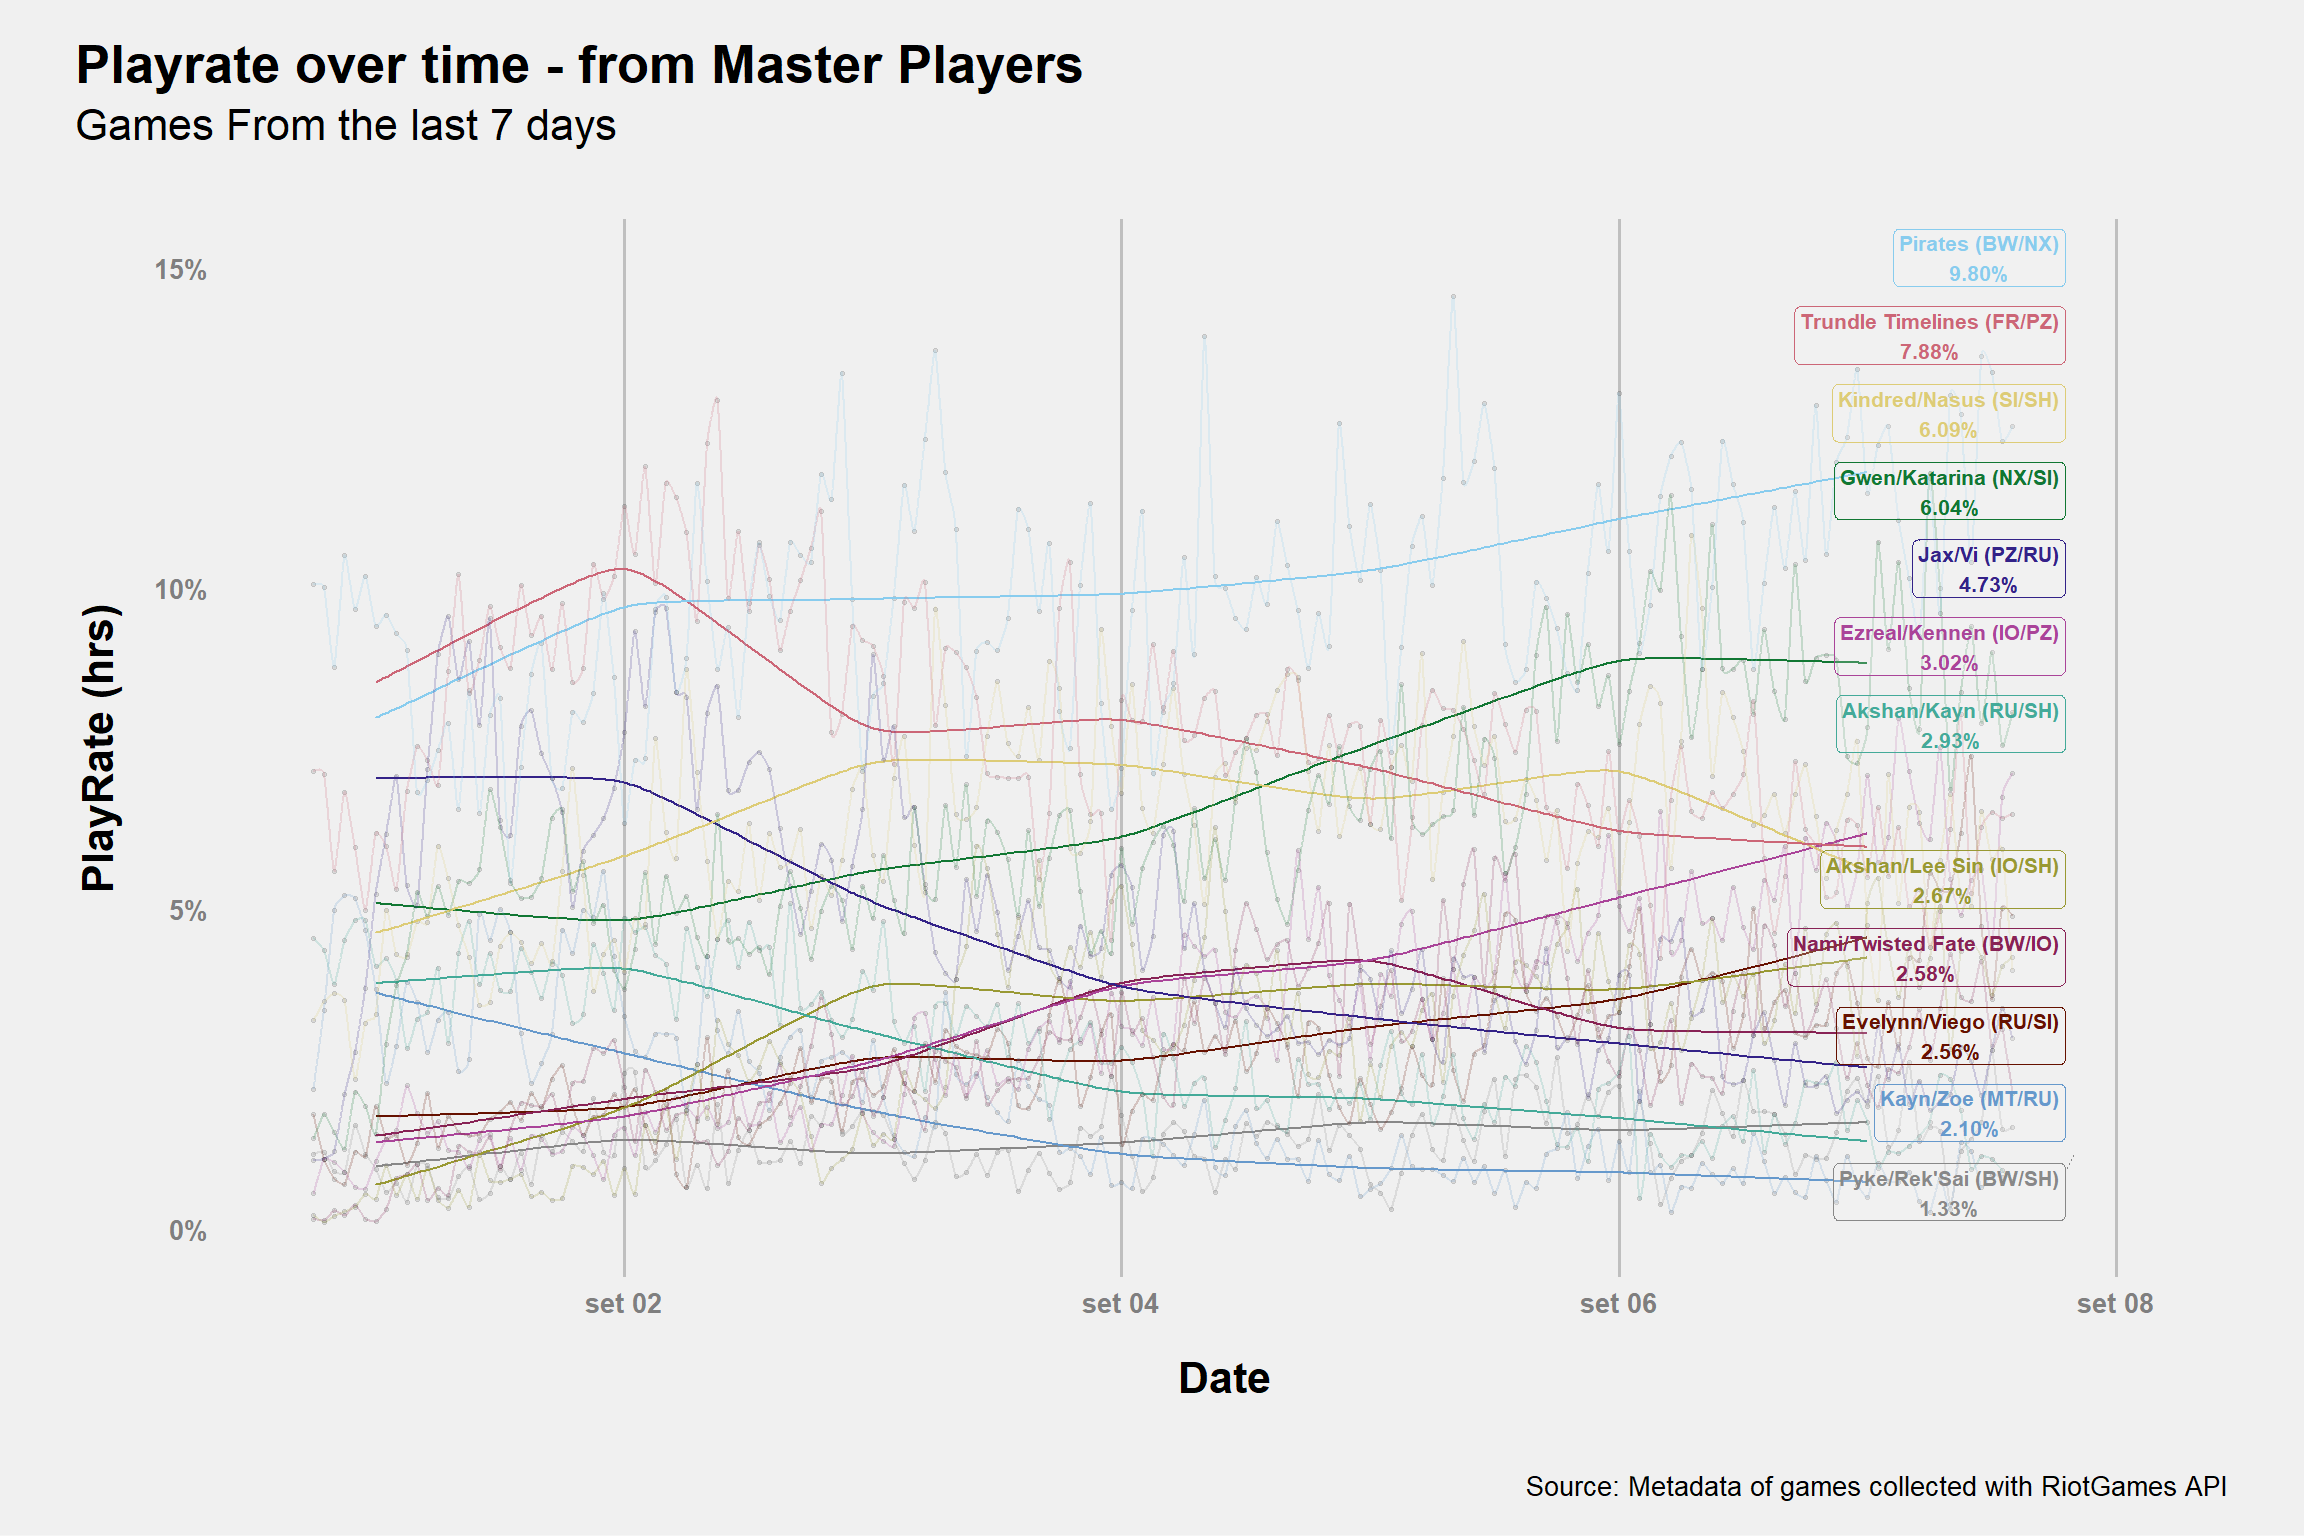 Playrate over time - from Master Players
Games From the last 7 days
PlayRate (hrs)
15%
10%
5%
0%
Pirates (BW/NX)
9.80%
Trundle Timelines (FR/PZ)
7.88%
Kindred/Nasus (SI/SH)
6.09%
Gwen/Katarina (NX/SI)
6.04%
Jax/Vi (PZ/RU)
4.73%
Ezreal/Kennen (IO/PZ)
3.02%
Akshan/Kayn (RU/SH)
2.93%
Akshan/Lee Sin (IO/SH)
2.67%
Nami/Twisted Fate (BW/IO)
2.58%
Evelynn/Viego (RU/SI)
2.56%
Kayn/Zoe (MT/RU)
2.10%
Pyke/Rek'Sai (BW/SH)
1.33%
set 02
set 04
set 06
set 08
Date
Source: Metadata of games collected with RiotGames API